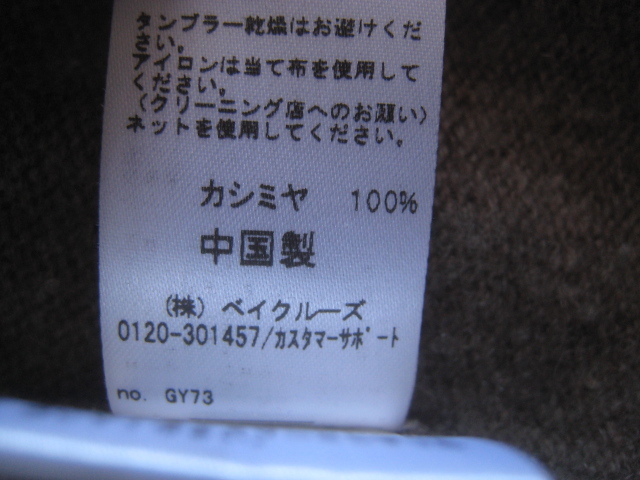 タンブラー乾燥はお避けくだ
さい。
アイロンは当て布を使用して
ください。
〈クリーニング店へのお願い〉
ネットを使用してください。
カシミヤ 100%
中国製
(株) ベイクルーズ
0120-301457/カスタマーサポート
no. GY73